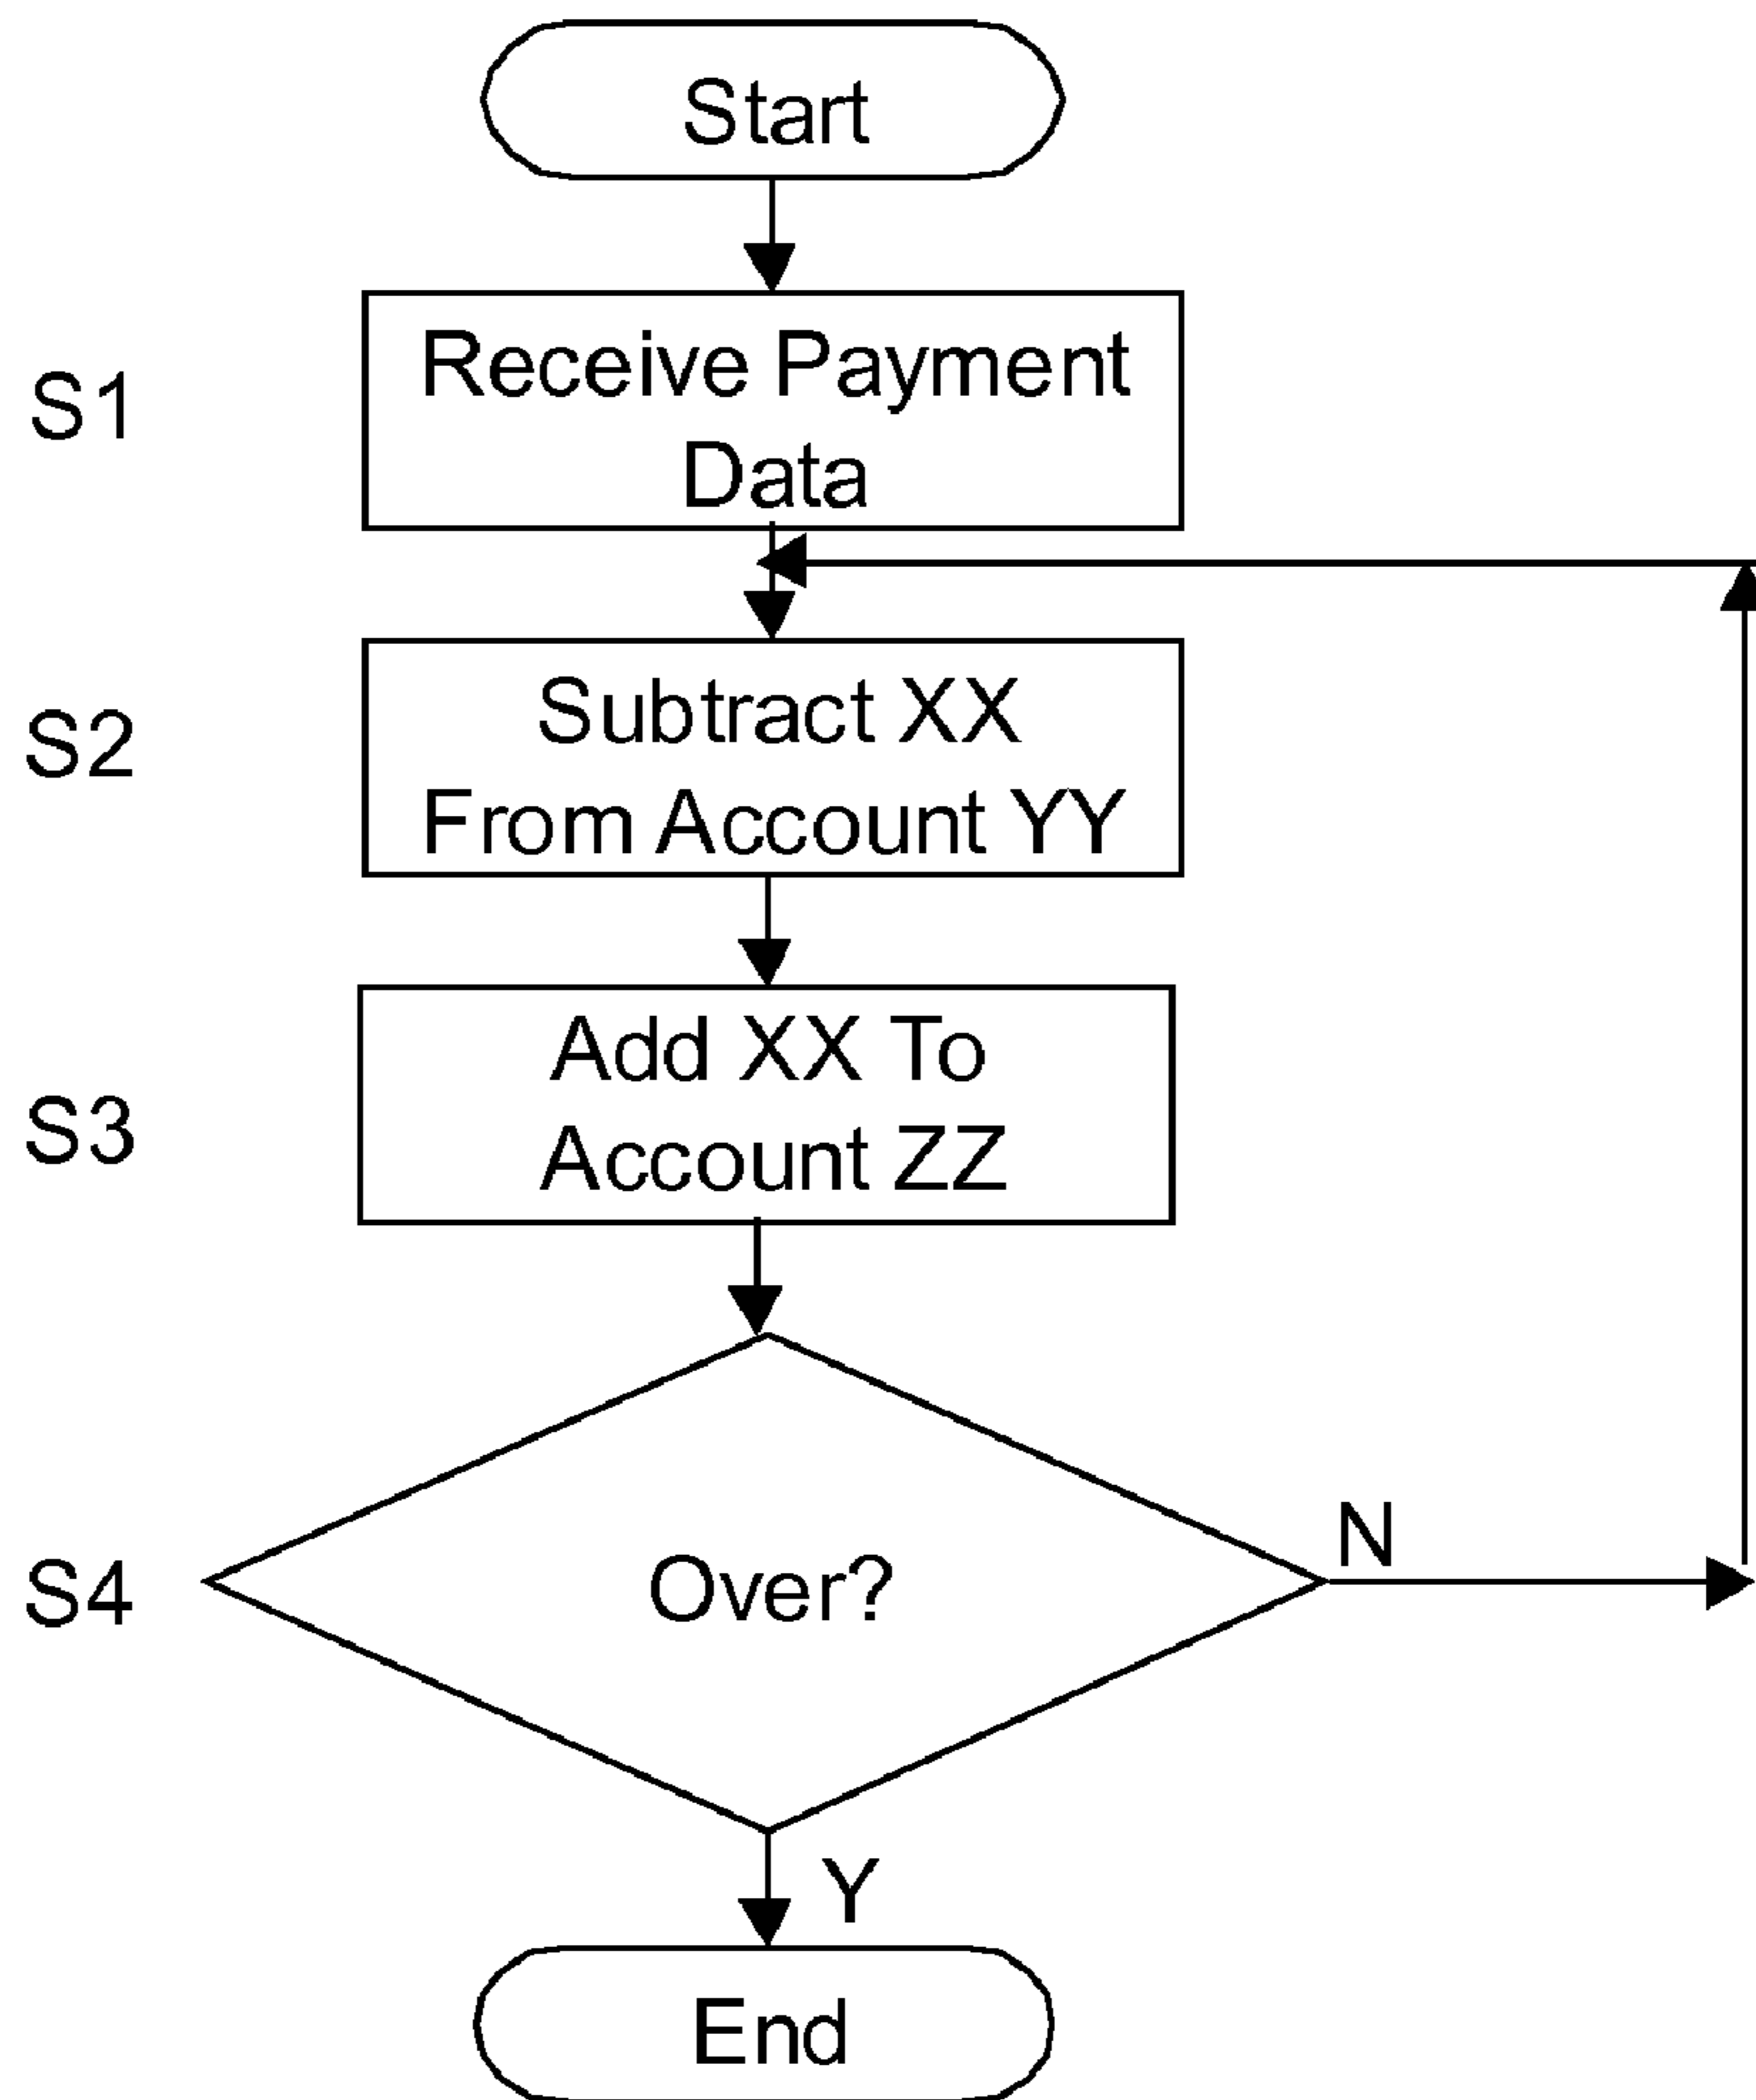 Start
S1
Receive Payment
Data
S2
Subtract XX
From Account YY
S3
Add XX To
Account ZZ
S4
Over?
N
Y
End